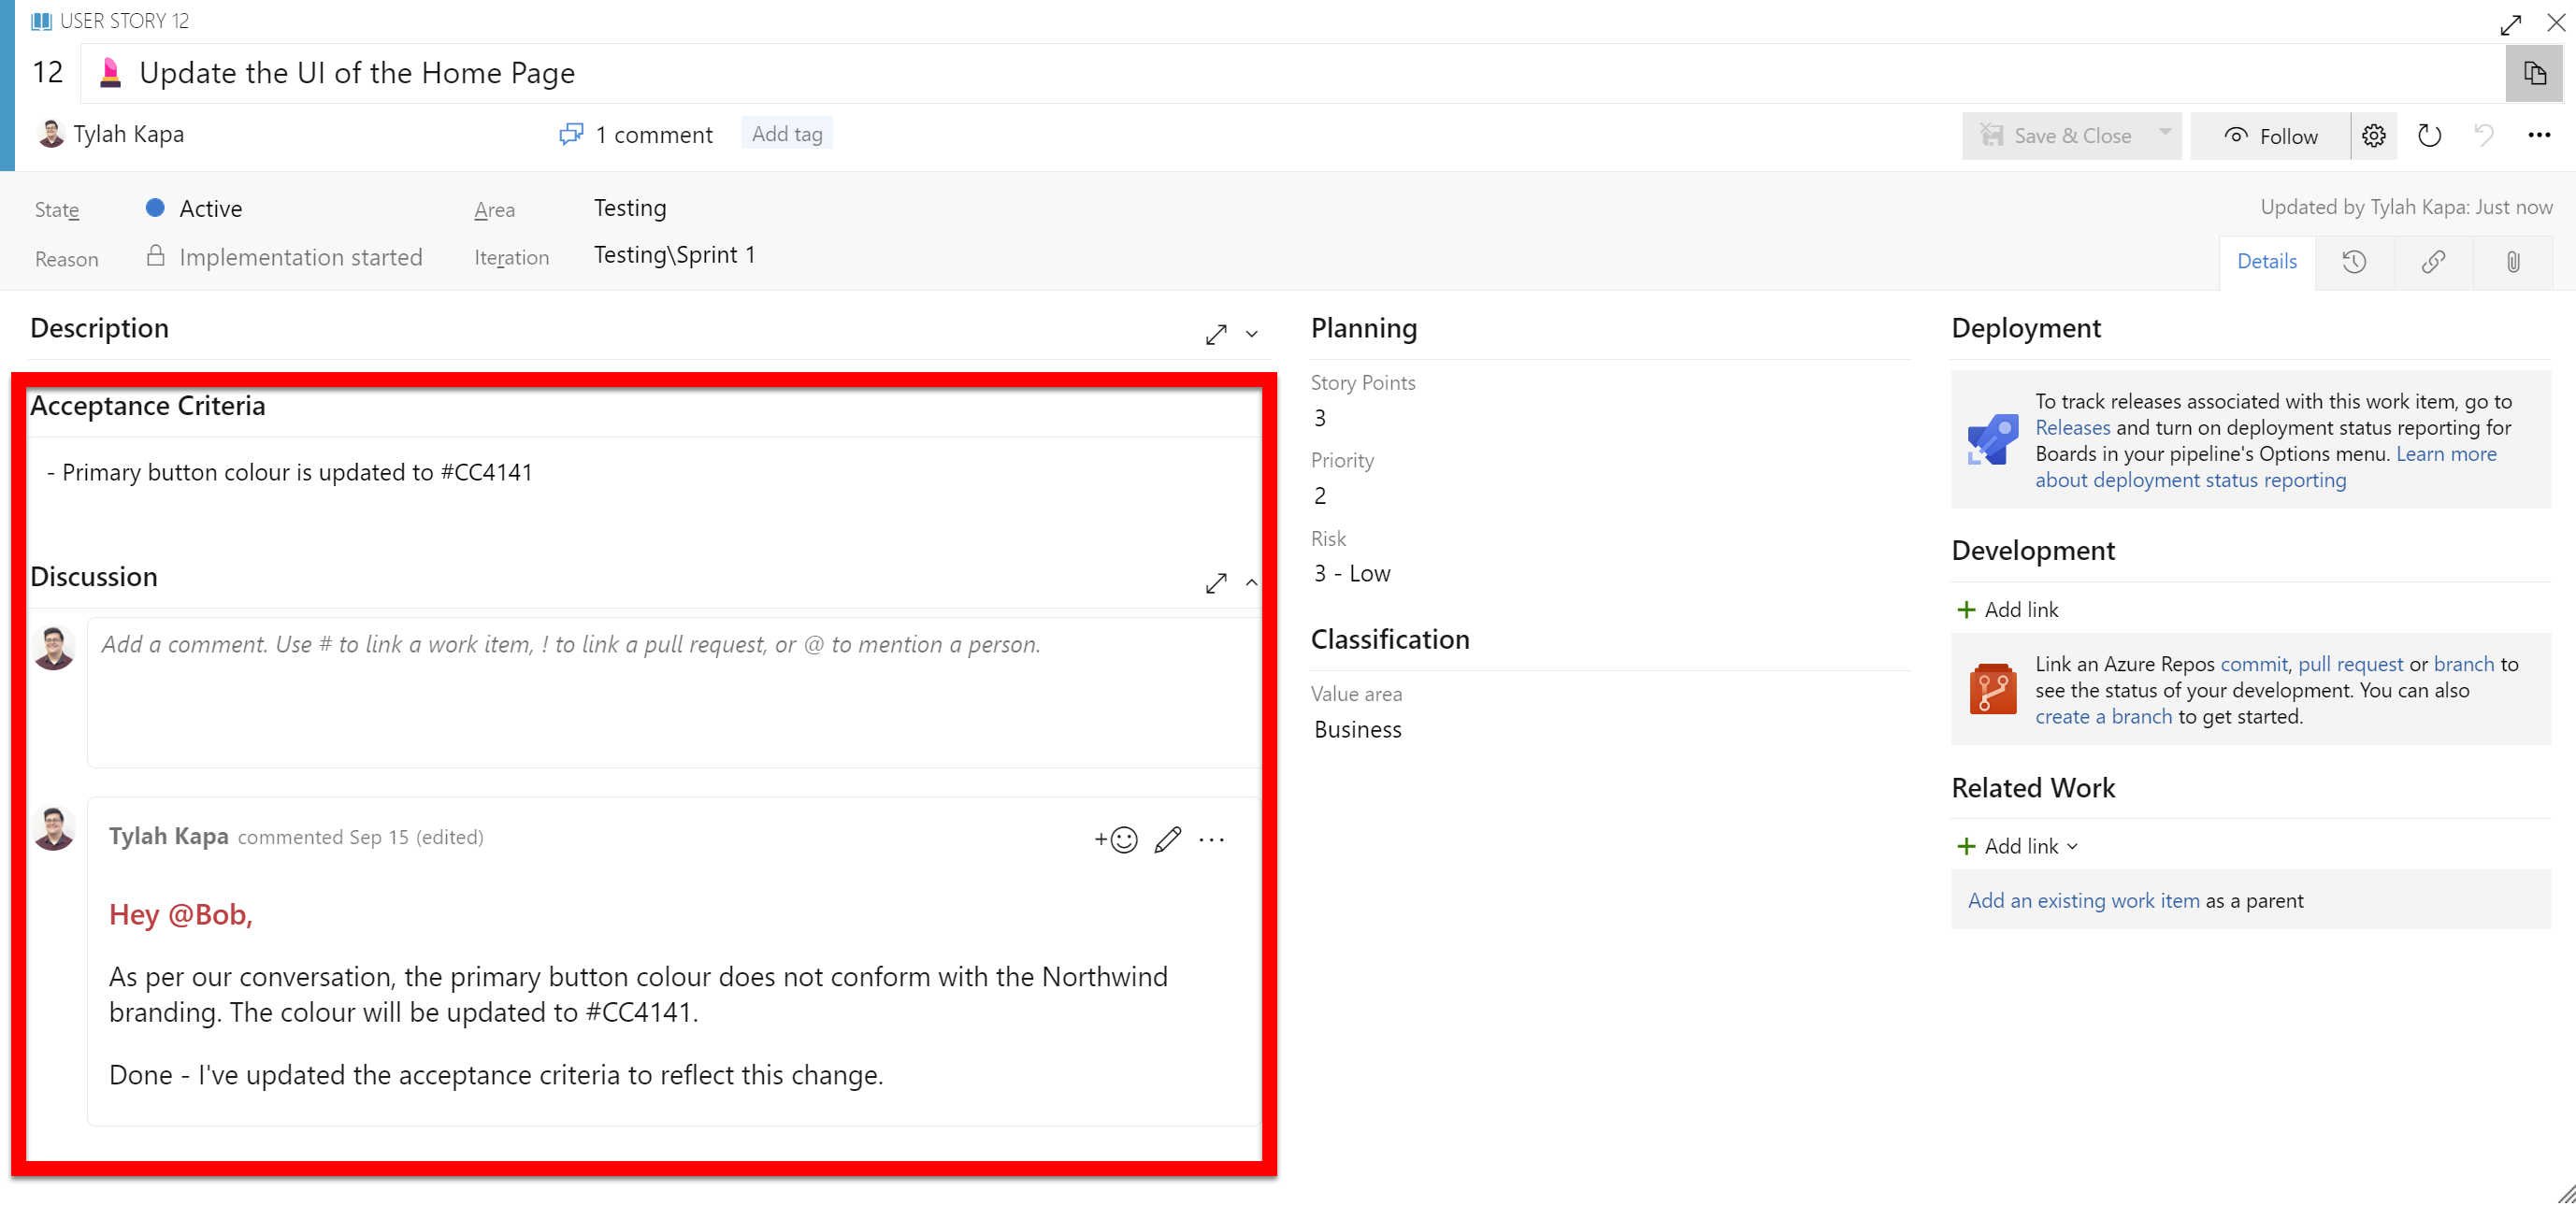 USER STORY 12
12 Update the UI of the Home Page
Tylah Kapa 1 comment Add tag Save & Close Follow
State Active Area Testing Updated by Tylah Kapa: Just now
Reason Implementation started Iteration Testing\Sprint 1 Details
Description
Acceptance Criteria
- Primary button colour is updated to #CC4141
Discussion
Add a comment. Use # to link a work item, ! to link a pull request, or @ to mention a person.
Tylah Kapa commented Sep 15 (edited)
Hey @Bob,
As per our conversation, the primary button colour does not conform with the Northwind
branding. The colour will be updated to #CC4141.
Done - I've updated the acceptance criteria to reflect this change.
Planning
Story Points
3
Priority
2
Risk
3 - Low
Classification
Value area
Business
Deployment
To track releases associated with this work item, go to
Releases and turn on deployment status reporting for
Boards in your pipeline's Options menu. Learn more
about deployment status reporting
Development
+ Add link
Link an Azure Repos commit, pull request or branch to
see the status of your development. You can also
create a branch to get started.
Related Work
+ Add link
Add an existing work item as a parent